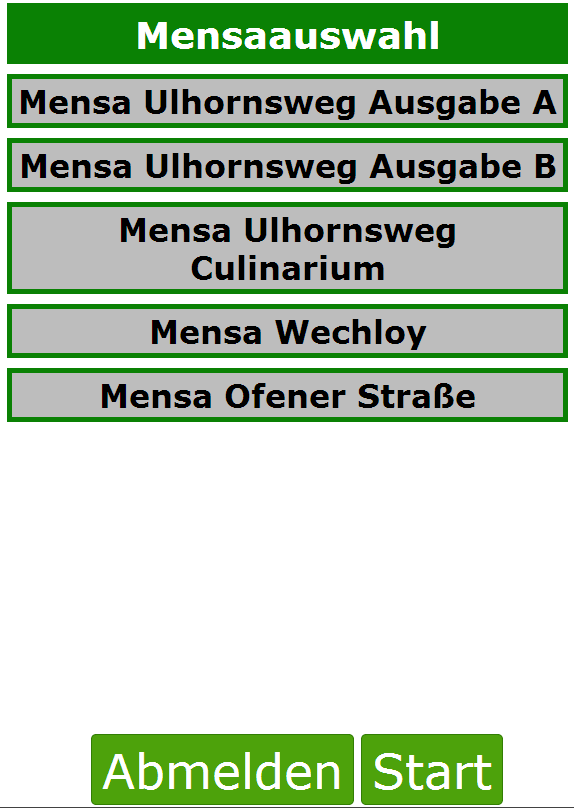 Mensaauswahl
Mensa Ulhornsweg Ausgabe A
Mensa Ulhornsweg Ausgabe B
Mensa Ulhornsweg
Culinarium
Mensa Wechloy
Mensa Ofener Straße
Abmelden Start